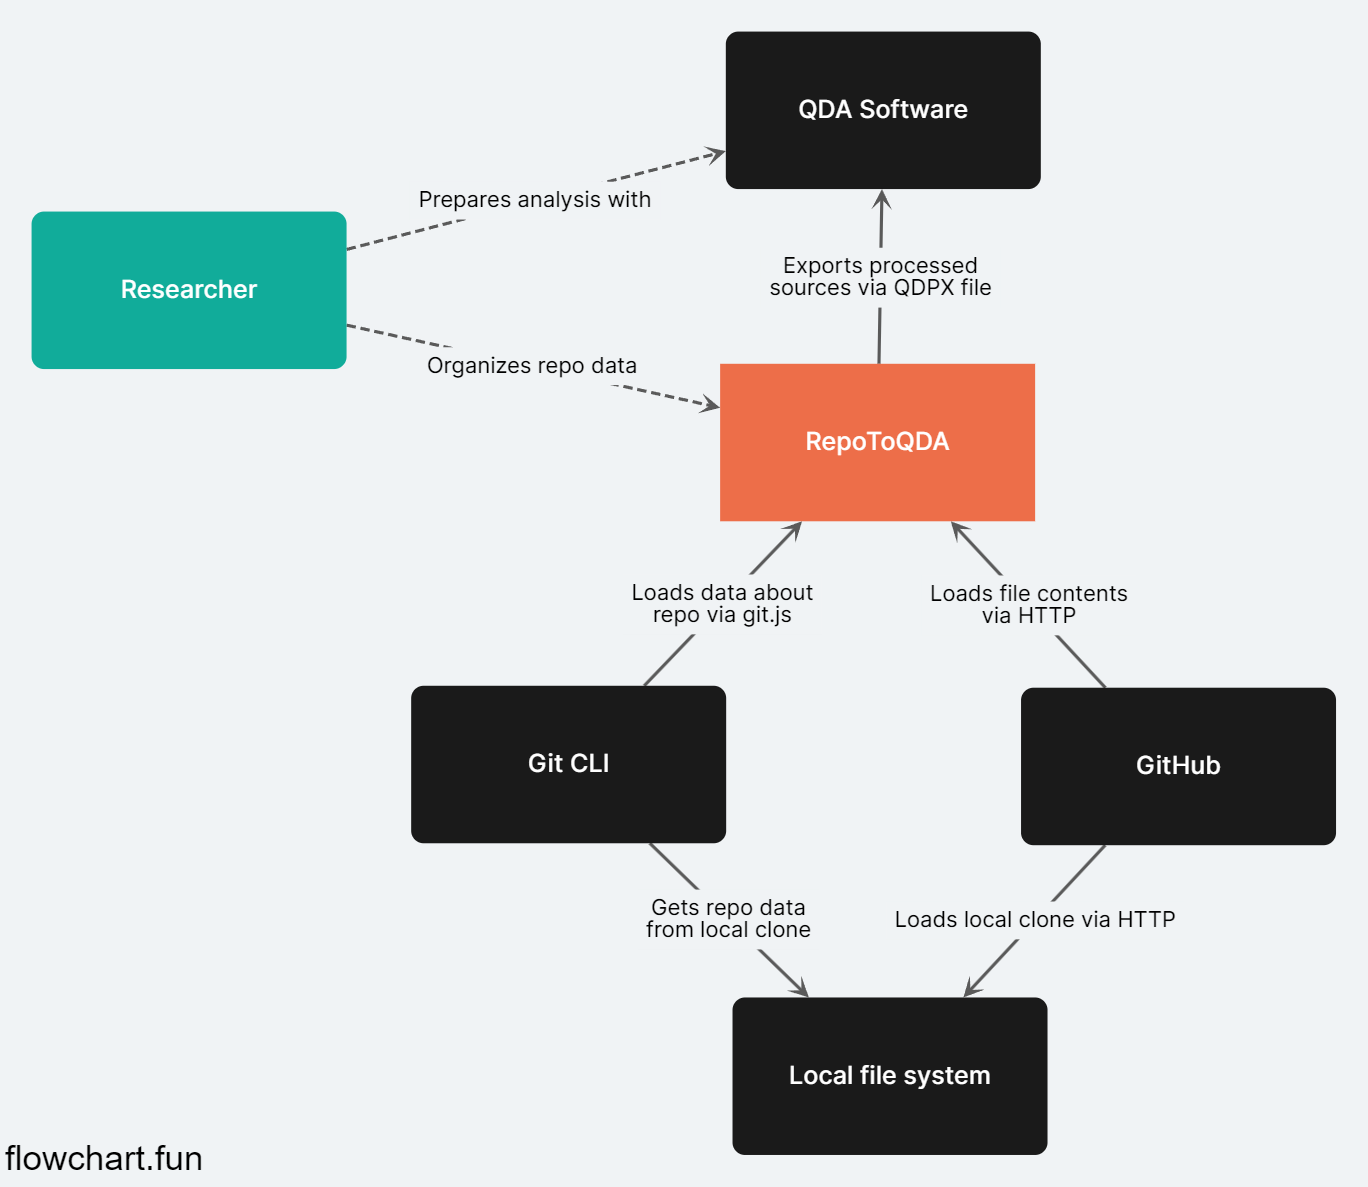 QDA Software
Prepares analysis with
Researcher
Exports processed
sources via QDPX file
Organizes repo data
RepoToQDA
Loads data about
repo via git.js
Loads file contents
via HTTP
Git CLI
GitHub
Gets repo data
from local clone
Loads local clone via HTTP
Local file system
flowchart.fun